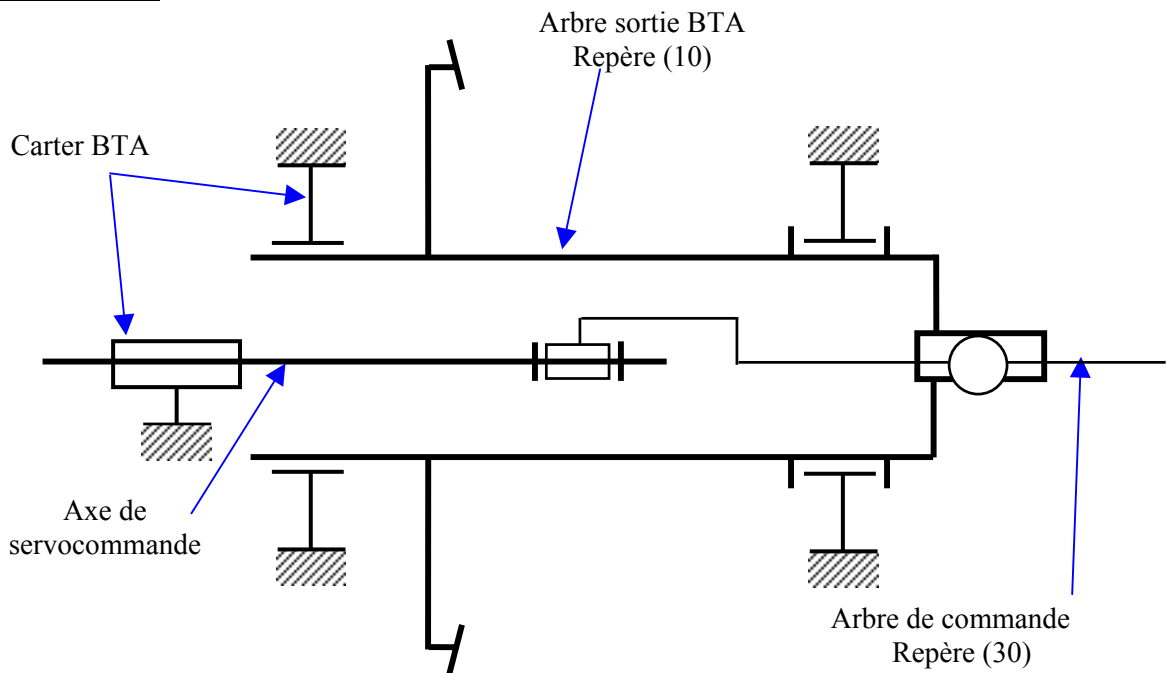 Arbre sortie BTA
Repère (10)
Carter BTA
Axe de
servocommande
Arbre de commande
Repère (30)